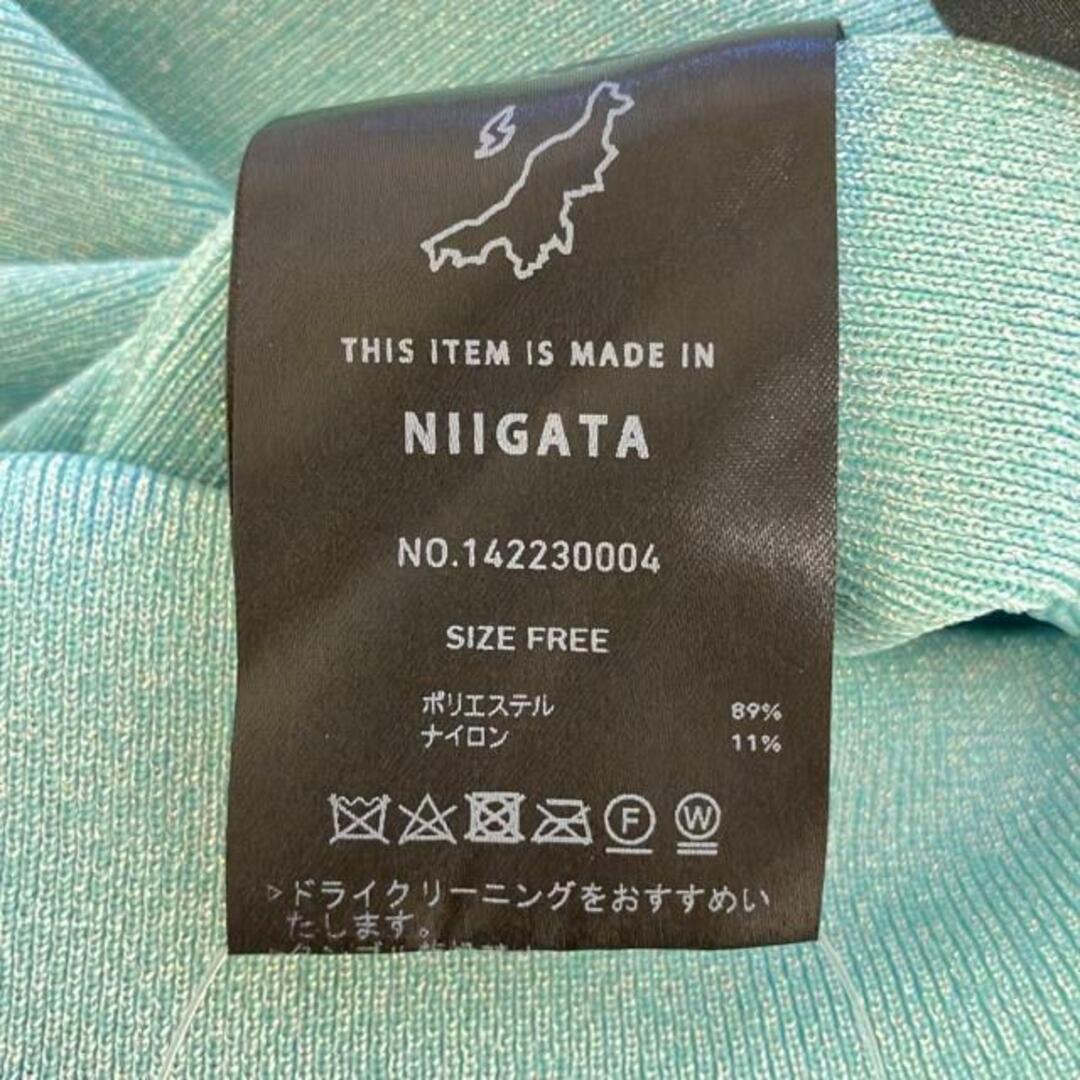 THIS ITEM IS MADE IN
NIIGATA
NO.142230004
SIZE FREE
ポリエステル 89%
ナイロン 11%
F W
▷ドライクリーニングをおすすめい
たします。